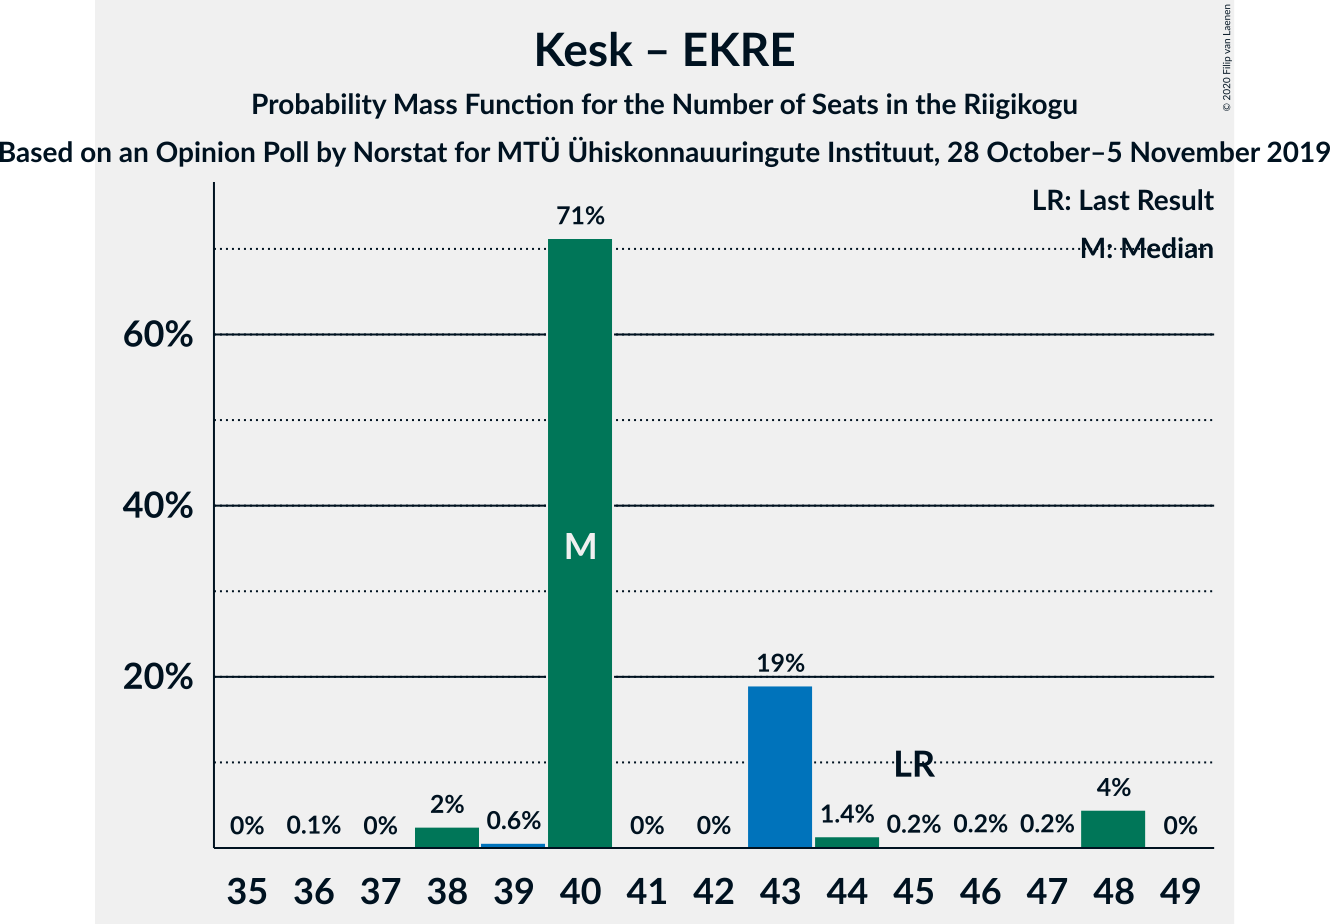 Kesk – EKRE
Probability Mass Function for the Number of Seats in the Riigikogu
Based on an Opinion Poll by Norstat for MTÜ Ühiskonnauuringute Instituut, 28 October–5 November 2019
© 2020 Filip van Laenen
LR: Last Result
M: Median
71%
60%
40%
M
20%
19%
LR
0% 0.1% 0% 2% 0.6% 0% 0% 1.4% 0.2% 0.2% 0.2% 4% 0%
35 36 37 38 39 40 41 42 43 44 45 46 47 48 49